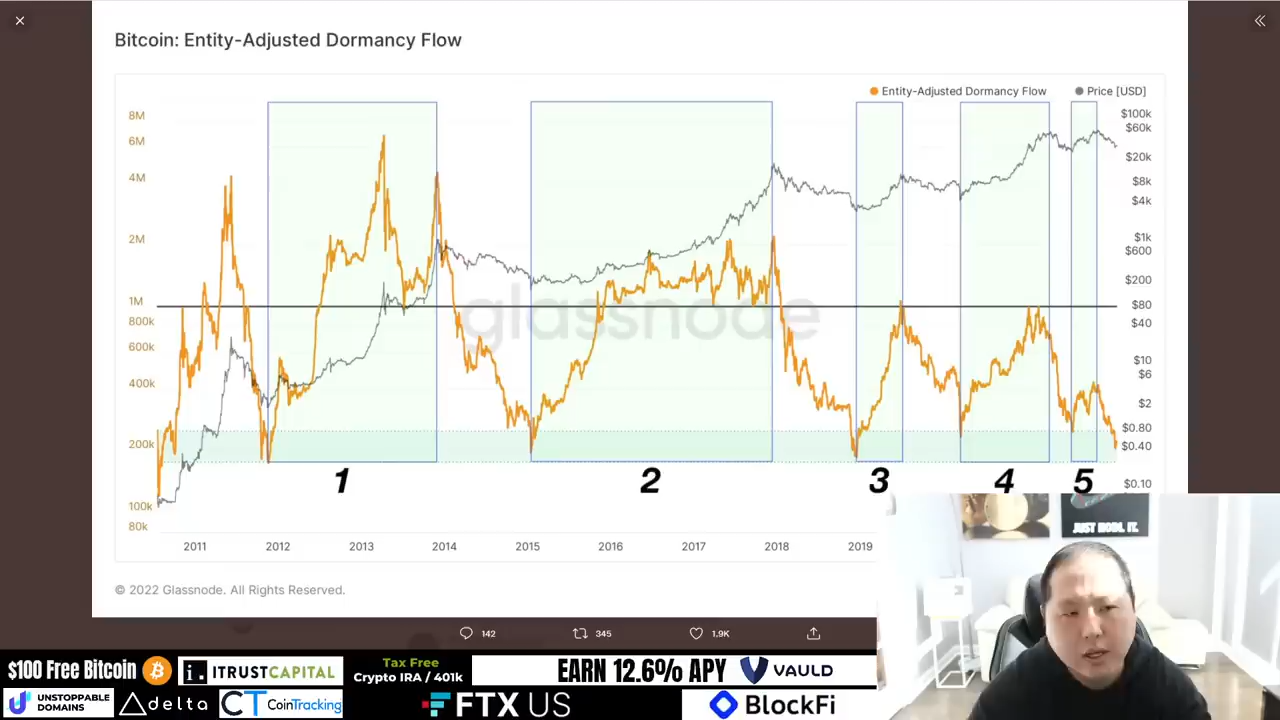 Bitcoin: Entity-Adjusted Dormancy Flow
Entity-Adjusted Dormancy Flow
Price [USD]
8M
6M
4M
2M
1M
800k
600k
400k
200k
100k
80k
$100k
$60k
$20k
$8k
$4k
$1k
$600
$200
$80
$40
$10
$6
$2
$0.80
$0.40
$0.10
glassnode
1
2
3
4
5
2011
2012
2013
2014
2015
2016
2017
2018
2019
© 2022 Glassnode. All Rights Reserved.
JUST HODL IT.
142
345
1.9K
$100 Free Bitcoin
ITRUSTCAPITAL
Tax Free
Crypto IRA / 401k
EARN 12.6% APY
VAULD
UNSTOPPABLE
DOMAINS
delta
CT CoinTracking
FTX US
BlockFi